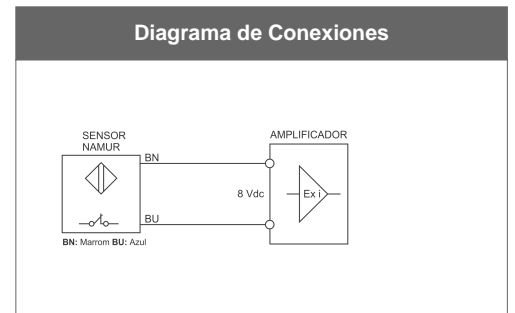 Diagrama de Conexiones
SENSOR
NAMUR
AMPLIFICADOR
BN
8 Vdc
Ex i
BU
BN: Marrom BU: Azul